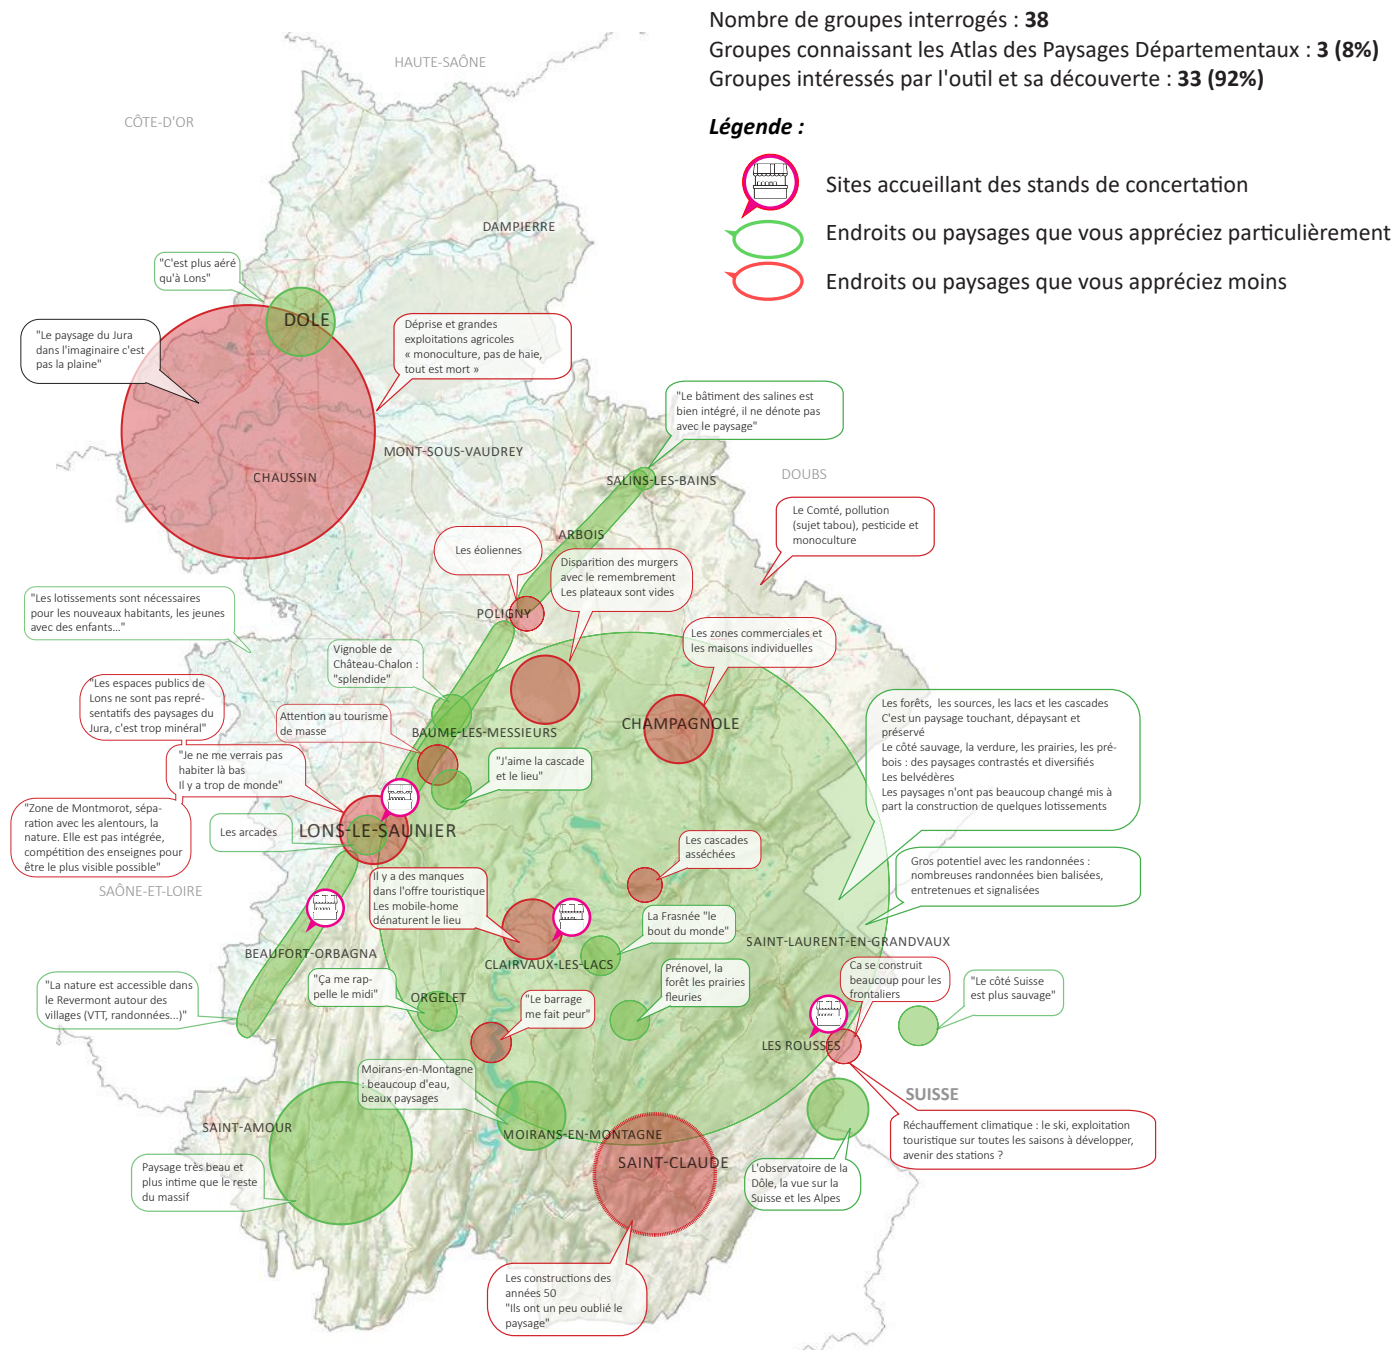 Nombre de groupes interrogés : 38
Groupes connaissant les Atlas des Paysages Départementaux : 3 (8%)
Groupes intéressés par l'outil et sa découverte : 33 (92%)
Légende :
Sites accueillant des stands de concertation
Endroits ou paysages que vous appréciez particulièrement
Endroits ou paysages que vous appréciez moins
HAUTE-SAÔNE
CÔTE-D'OR
DAMPIERRE
"C'est plus aéré
qu'à Lons"
DOLE
"Le paysage du Jura
dans l'imaginaire c'est
pas la plaine"
Déprise et grandes
exploitations agricoles
« monoculture, pas de haie,
tout est mort »
"Le bâtiment des salines est
bien intégré, il ne dénote pas
avec le paysage"
MONT-SOUS-VAUDREY
CHAUSSIN
SALINS-LES-BAINS
DOUBS
Le Comté, pollution
(sujet tabou), pesticide et
monoculture
ARBOIS
Les éoliennes
Disparition des murgers
avec le remembrement
Les plateaux sont vides
"Les lotissements sont nécessaires
pour les nouveaux habitants, les jeunes
avec des enfants..."
POLIGNY
Les zones commerciales et
les maisons individuelles
Vignoble de
Château-Chalon :
"splendide"
"Les espaces publics de
Lons ne sont pas repré-
sentatifs des paysages du
Jura, c'est trop minéral"
Attention au tourisme
de masse
BAUME-LES-MESSIEURS
CHAMPAGNOLE
Les forêts,  les sources, les lacs et les cascades
C'est un paysage touchant, dépaysant et
préservé
Le côté sauvage, la verdure, les prairies, les pré-
bois : des paysages contrastés et diversifiés
Les belvédères
Les paysages n'ont pas beaucoup changé mis à
part la construction de quelques lotissements
"Je ne me verrais pas
habiter là bas
Il y a trop de monde"
"J'aime la cascade
et le lieu"
"Zone de Montmorot, sépa-
ration avec les alentours, la
nature. Elle est pas intégrée,
compétition des enseignes pour
être le plus visible possible"
Les arcades
LONS-LE-SAUNIER
Les cascades
asséchées
Gros potentiel avec les randonnées :
nombreuses randonnées bien balisées,
entretenues et signalisées
SAÔNE-ET-LOIRE
Il y a des manques
dans l'offre touristique
Les mobile-home
dénaturent le lieu
La Frasnée "le
bout du monde"
SAINT-LAURENT-EN-GRANDVAUX
BEAUFORT-ORBAGNA
CLAIRVAUX-LES-LACS
"La nature est accessible dans
le Revermont autour des
villages (VTT, randonnées...)"
"Ça me rap-
pelle le midi"
ORGELET
"Le barrage
me fait peur"
Prénovel, la
forêt les prairies
fleuries
Ca se construit
beaucoup pour les
frontaliers
"Le côté Suisse
est plus sauvage"
LES ROUSSES
Moirans-en-Montagne
: beaucoup d'eau,
beaux paysages
SUISSE
SAINT-AMOUR
MOIRANS-EN-MONTAGNE
Réchauffement climatique : le ski, exploitation
touristique sur toutes les saisons à développer,
avenir des stations ?
SAINT-CLAUDE
Paysage très beau et
plus intime que le reste
du massif
L'observatoire de la
Dôle, la vue sur la
Suisse et les Alpes
Les constructions des
années 50
"Ils ont un peu oublié le
paysage"